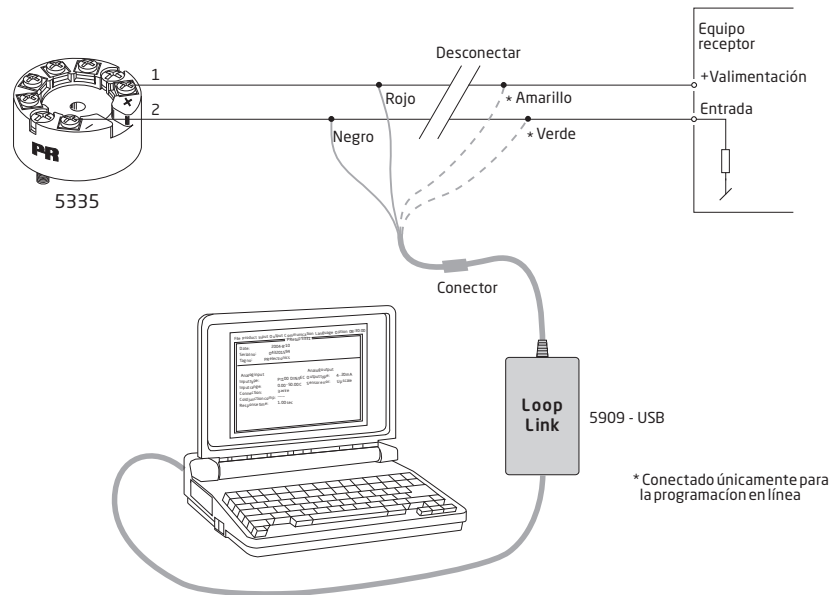 Equipo
receptor
+Valimentación
Entrada
Desconectar
1
2
Rojo
* Amarillo
Negro
* Verde
PR
5335
Conector
Loop
Link
5909 - USB
* Conectado únicamente para
la programacíon en línea